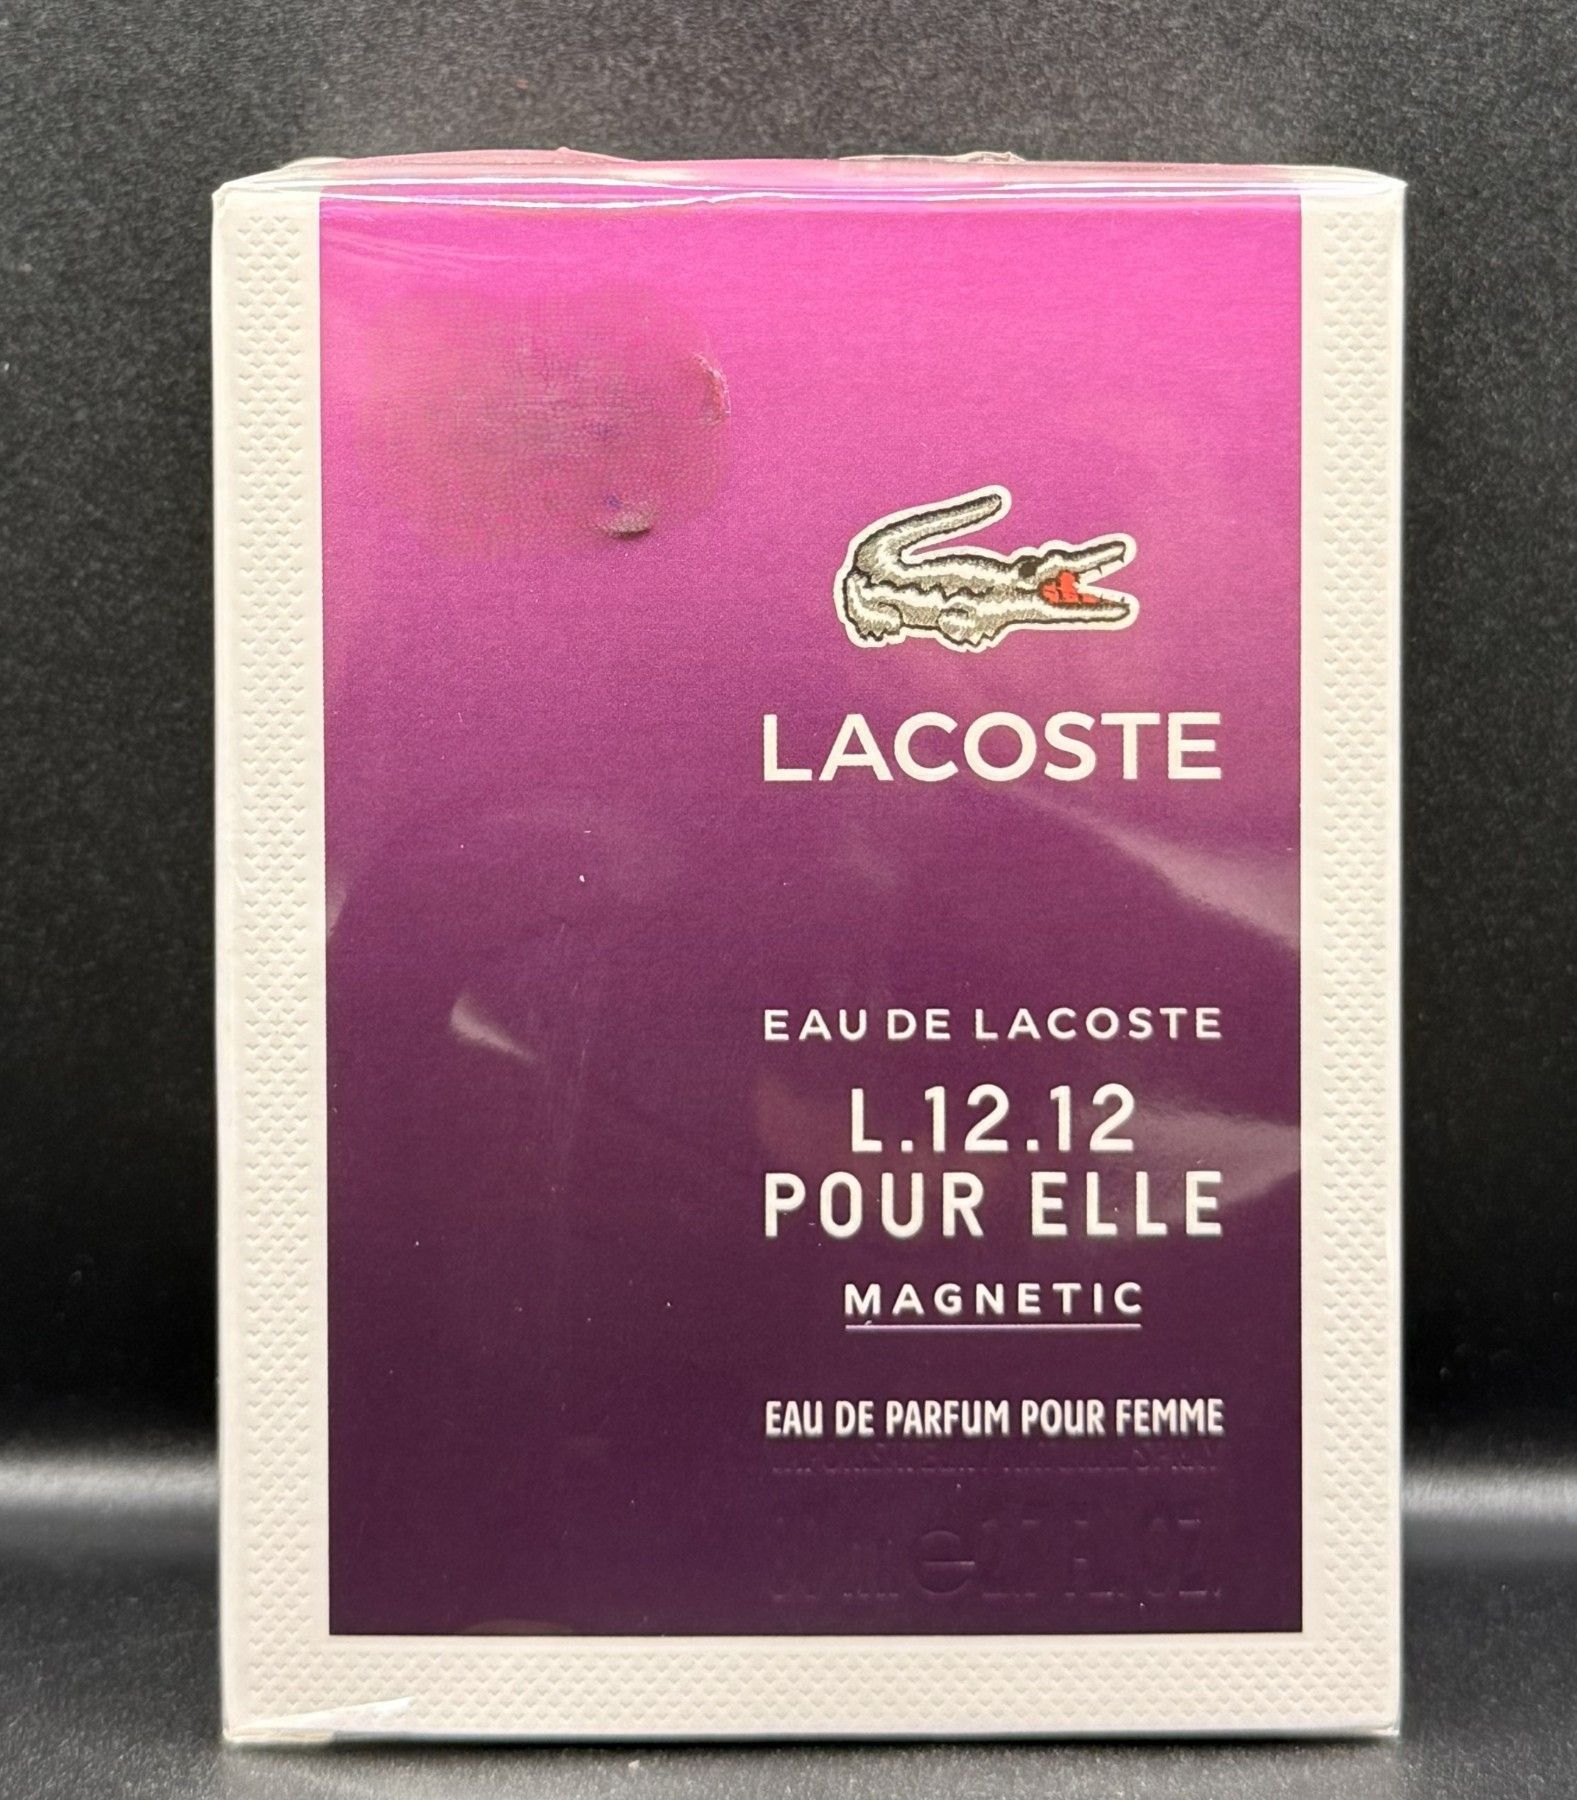 LACOSTE
EAU DE LACOSTE
L.12.12
POUR ELLE
MAGNETIC
EAU DE PARFUM POUR FEMME